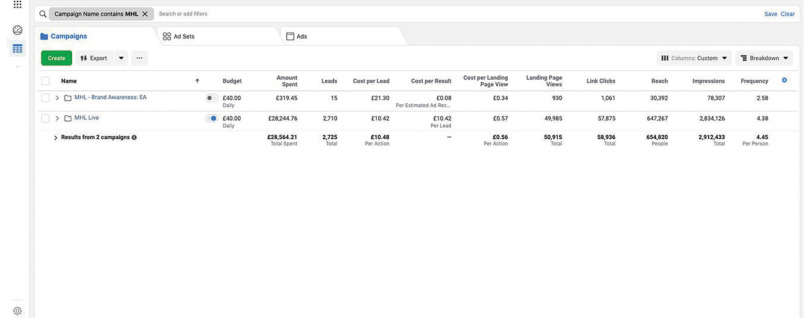 Campaign Name contains MHL × Search or add filters Save Clear
Campaigns Ad Sets Ads
Create Export Columns: Custom Breakdown
Name ↑ Budget Amount Spent Leads Cost per Lead Cost per Result Cost per Landing Page View Landing Page Views Link Clicks Reach Impressions Frequency
MHL - Brand Awareness: EA £40.00 £319.45 15 £21.30 £0.08 £0.34 930 1,061 30,392 78,307 2.58
Daily Per Estimated Ad Rec...
MHL Live £40.00 £28,244.76 2,710 £10.42 £10.42 £0.57 49,985 57,875 647,267 2,834,126 4.38
Daily Per Lead
Results from 2 campaigns £28,564.21 2,725 £10.48 — £0.56 50,915 58,936 654,820 2,912,433 4.45
Total Spent Total Per Action Per Action Total Total People Total Per Person